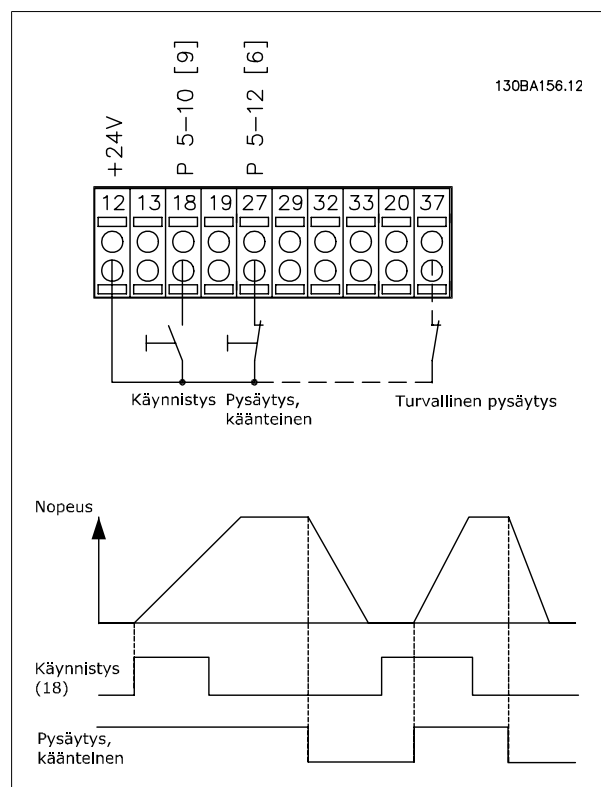 P 5-10 [9]
P 5-12 [6]
130BA156.12
+24V
12 13 18 19 27 29 32 33 20 37
Käynnistys
Pysäytys,
käänteinen
Turvallinen pysäytys
Nopeus
Käynnistys
(18)
Pysäytys,
käänteinen